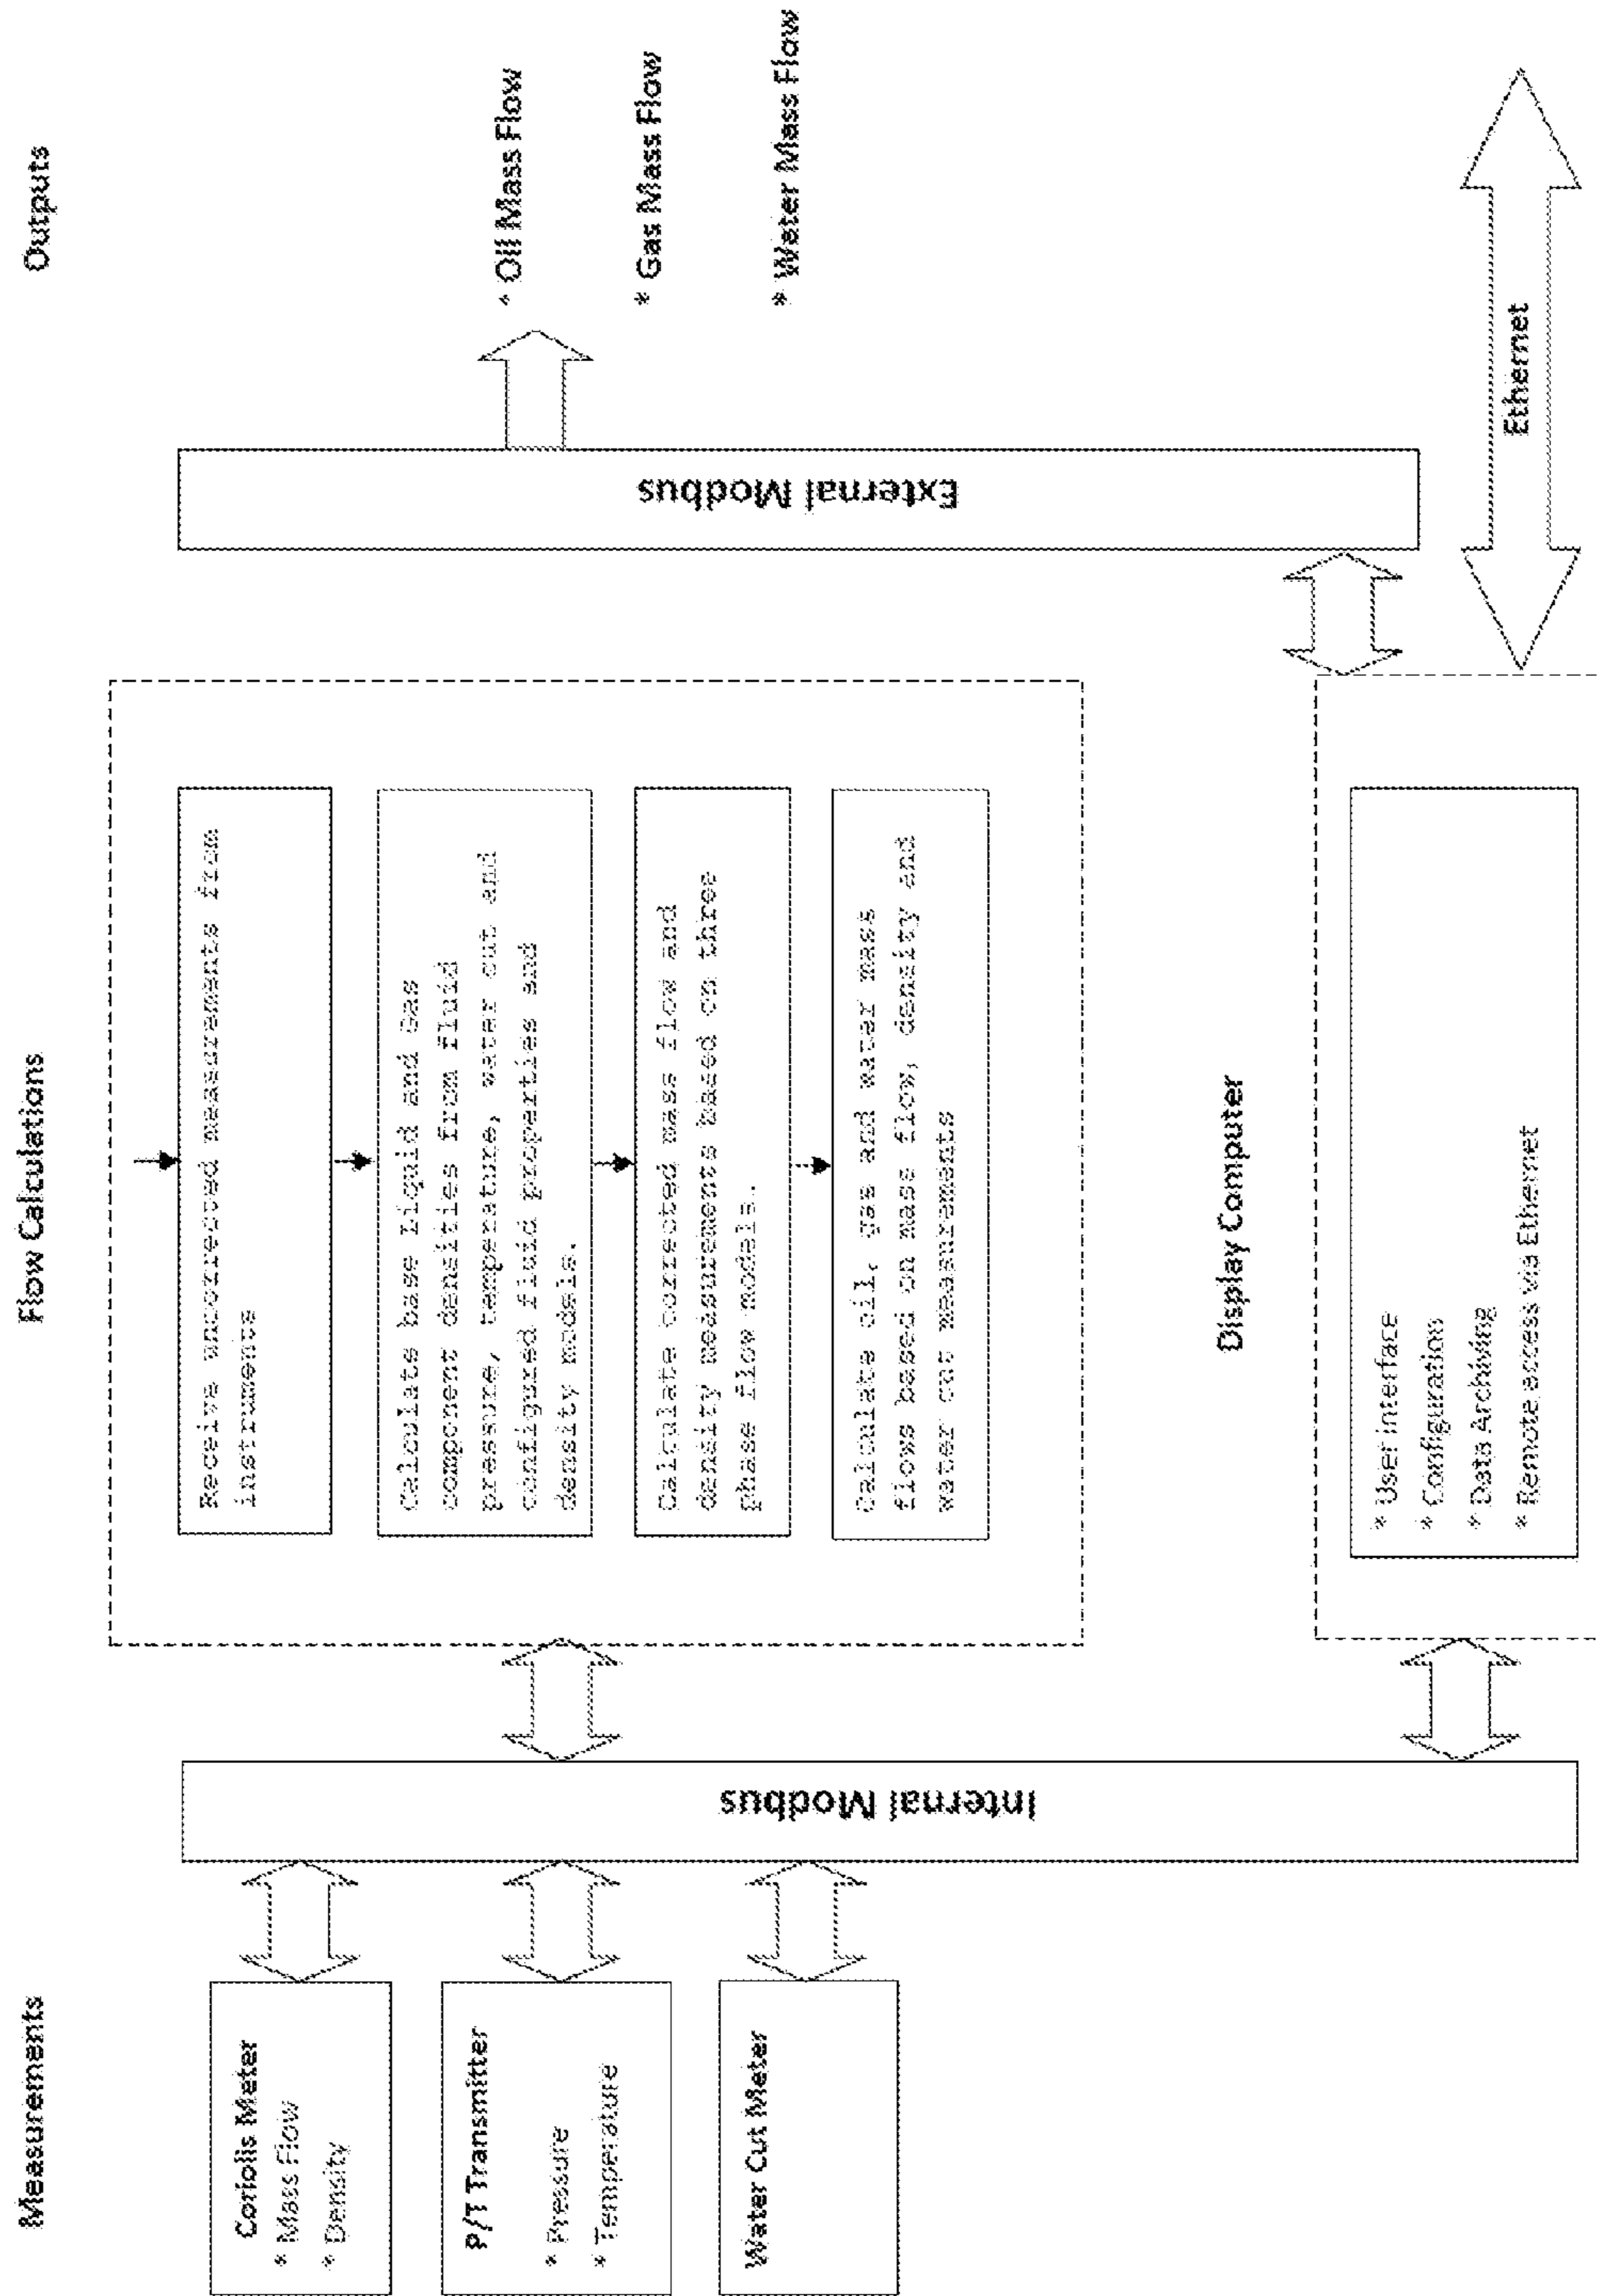 Measurements
Coriolis Meter
* Mass Flow
* Density
P/T Transmitter
* Pressure
* Temperature
Water Cut Meter
Internal Modbus
Flow Calculations
Receive uncorrected measurements from
instruments
Calculate base Liquid and Gas
component densities from fluid
pressure, temperature, water cut and
configured fluid properties and
density models.
Calculate corrected mass flow and
density measurements based on three
phase flow models.
Calculate oil, gas and water mass
flows based on mass flow, density and
water cut measurements
Display Computer
* User Interface
* Configuration
* Data Archiving
* Remote access via Ethernet
External Modbus
Outputs
* Oil Mass Flow
* Gas Mass Flow
* Water Mass Flow
Ethernet